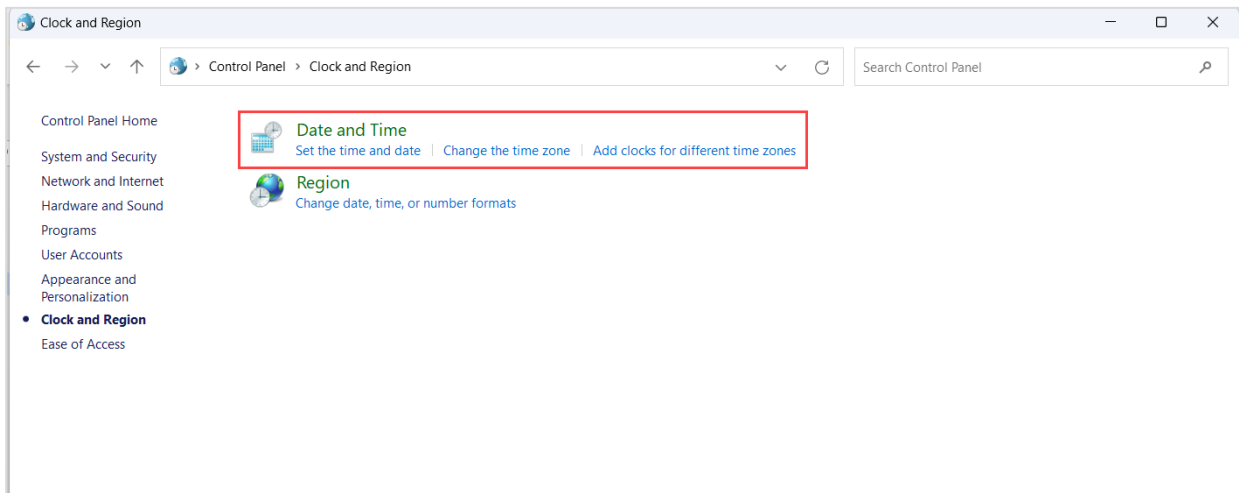 Clock and Region
Control Panel > Clock and Region
Search Control Panel
Control Panel Home
System and Security
Network and Internet
Hardware and Sound
Programs
User Accounts
Appearance and
Personalization
Clock and Region
Ease of Access
Date and Time
Set the time and date | Change the time zone | Add clocks for different time zones
Region
Change date, time, or number formats